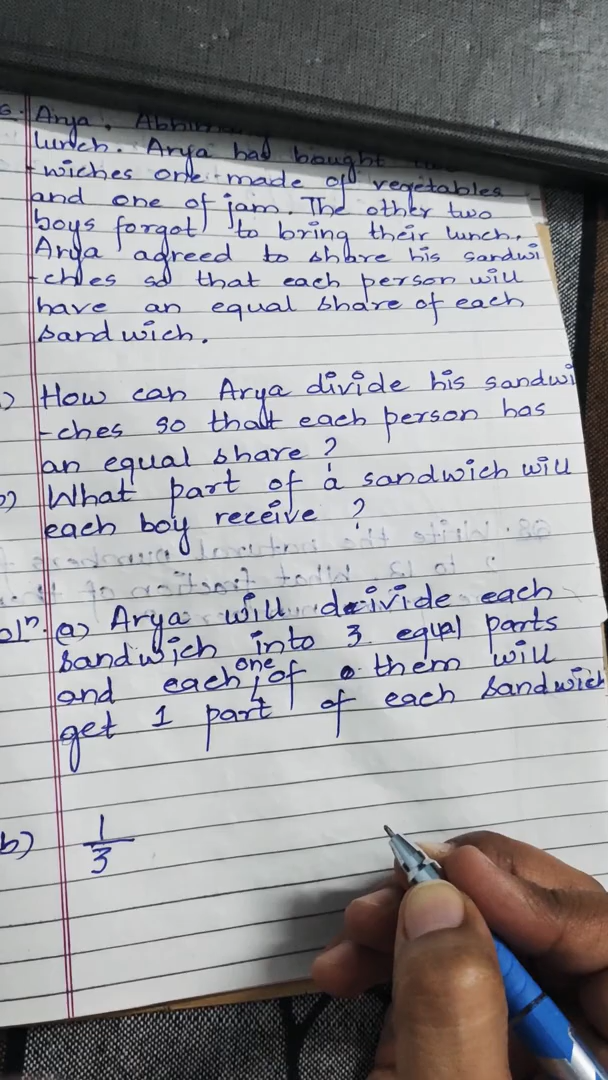 Arya,
lunch. Arya had bought
-wiches one made of vegetables
and one of jam. The other two
boys forgot to bring their lunch.
Arya agreed to share his sandwi
-ches so that each person will
have an equal share of each
sandwich.
How can Arya divide his sandwi
-ches so that each person has
an equal share ?
b) What part of a sandwich will
each boy receive ?
ol^n. (a) Arya will divide each
sandwich into 3 equal parts
and each one of them will
get 1 part of each sandwich
b) 1/3